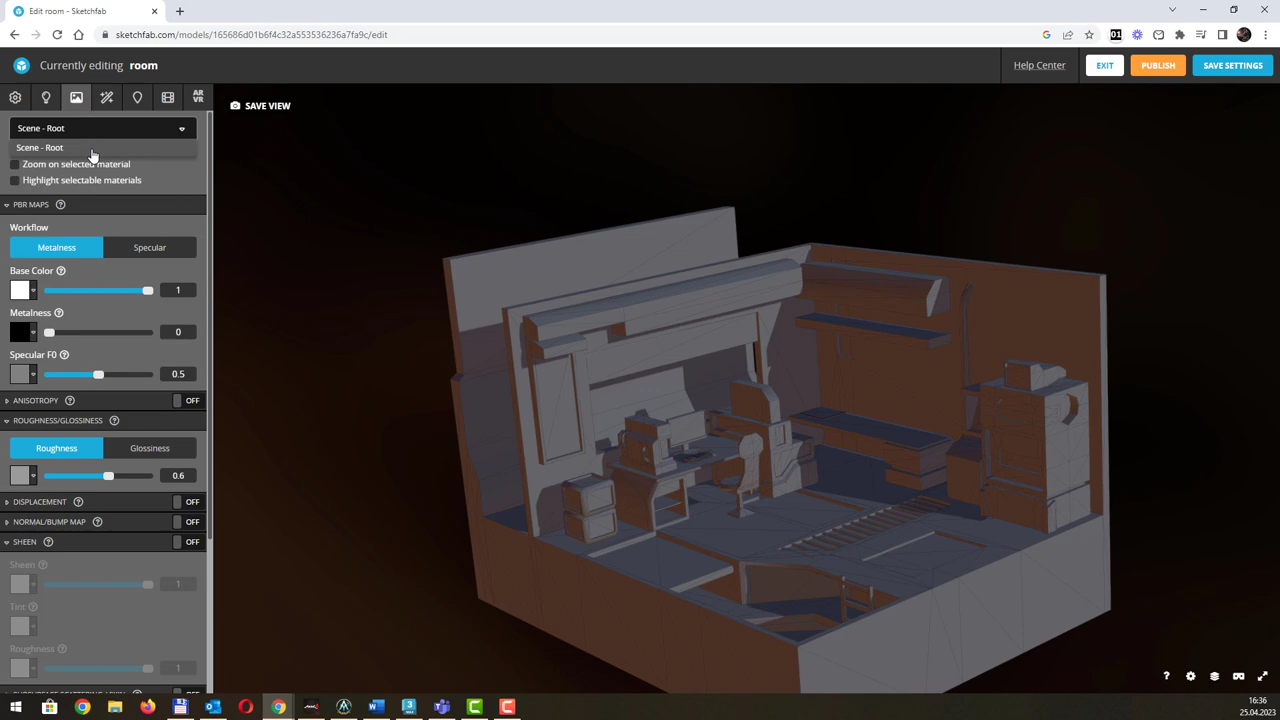 Edit room - Sketchfab
sketchfab.com/models/165686d01b6f4c32a553536236a7fa9c/edit
Currently editing room
Help Center
EXIT
PUBLISH
SAVE SETTINGS
AR
VR
SAVE VIEW
Scene - Root
Scene - Root
Zoom on selected material
Highlight selectable materials
PBR MAPS ?
Workflow
Metalness Specular
Base Color ?
1
Metalness ?
0
Specular F0 ?
0.5
ANISOTROPY ? OFF
ROUGHNESS/GLOSSINESS ?
Roughness Glossiness
0.6
DISPLACEMENT ? OFF
NORMAL/BUMP MAP ? OFF
SHEEN ? OFF
Sheen ?
1
Tint ?
Roughness ?
1
?
16:36
25.04.2023